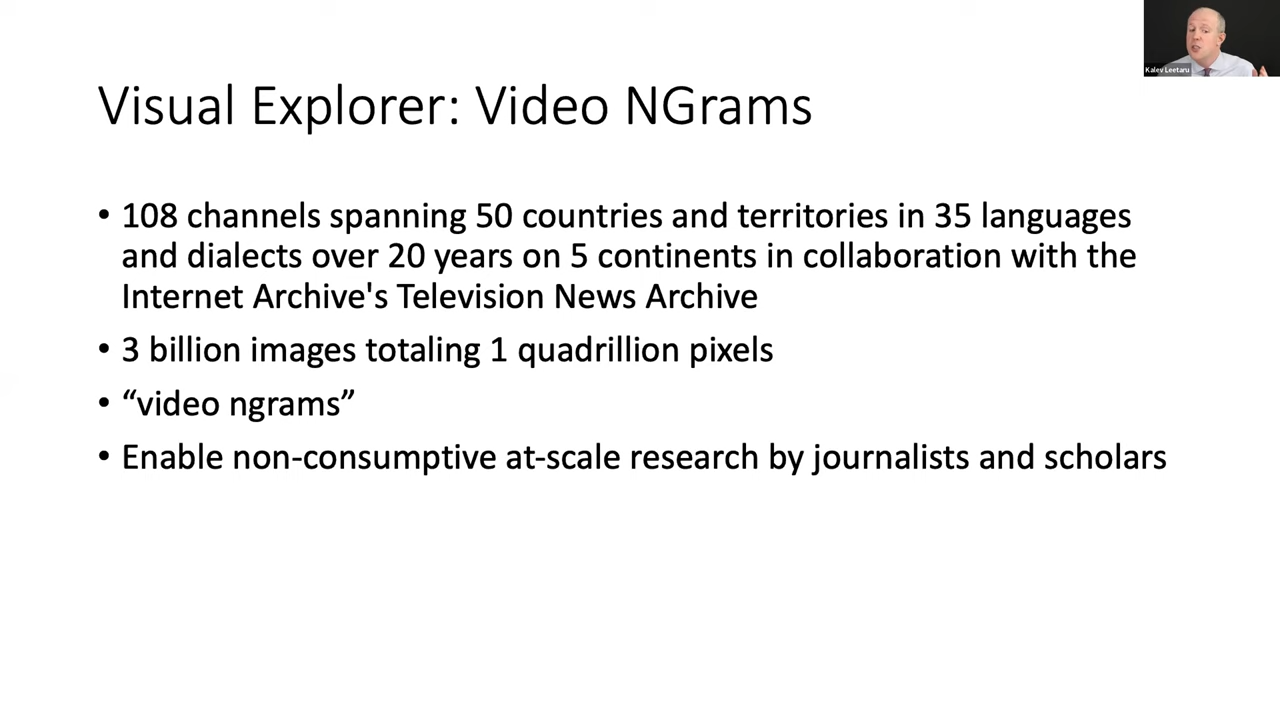 Kalev Leetaru
Visual Explorer: Video NGrams
• 108 channels spanning 50 countries and territories in 35 languages
and dialects over 20 years on 5 continents in collaboration with the
Internet Archive's Television News Archive
• 3 billion images totaling 1 quadrillion pixels
• “video ngrams”
• Enable non-consumptive at-scale research by journalists and scholars